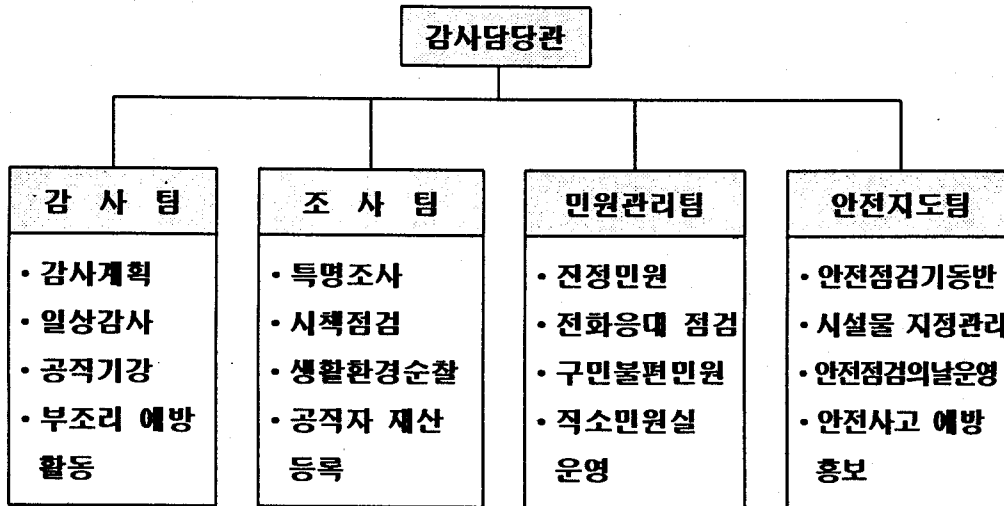 감사담당관
감 사 팀
· 감사계획
· 일상감사
· 공직기강
· 부조리 예방
활동
조 사 팀
· 특명조사
· 시책점검
· 생활환경순찰
· 공직자 재산
등록
민원관리팀
· 진정민원
· 전화응대 점검
· 구민불편민원
· 직소민원실
운영
안전지도팀
· 안전점검기동반
· 시설물 지정관리
· 안전점검의날운영
· 안전사고 예방
홍보